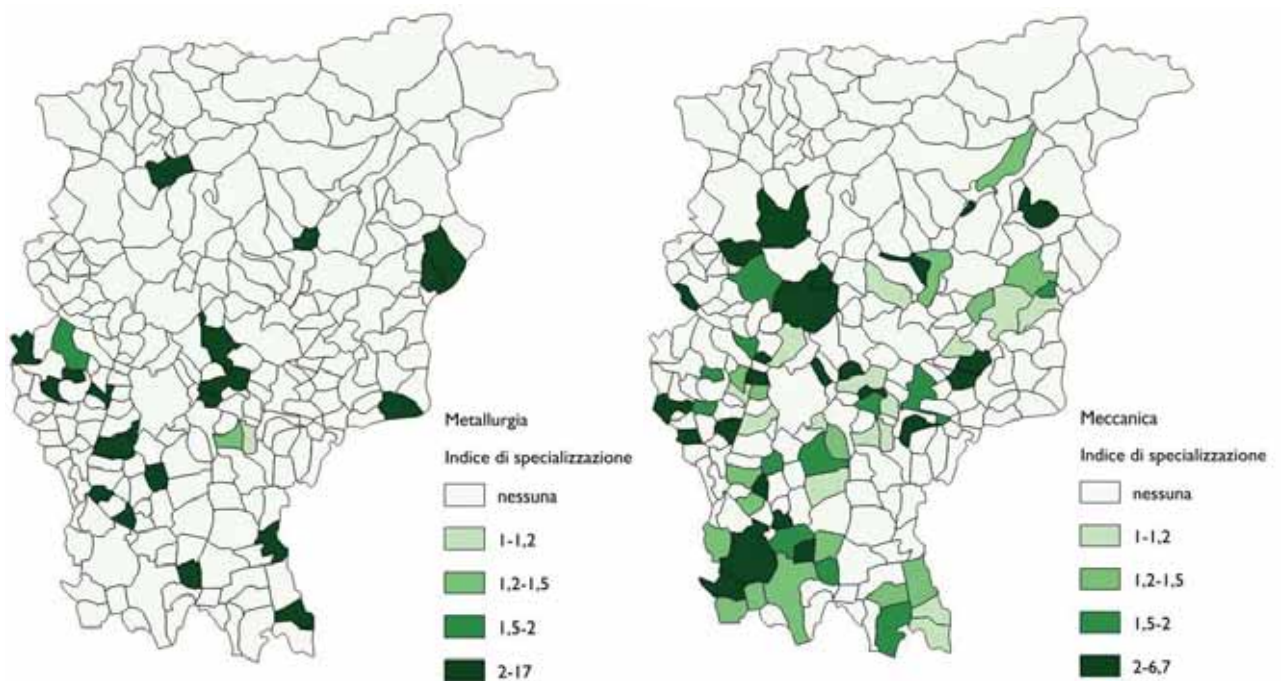 Metallurgia
Indice di specializzazione
nessuna
1-1,2
1,2-1,5
1,5-2
2-17
Meccanica
Indice di specializzazione
nessuna
1-1,2
1,2-1,5
1,5-2
2-6,7